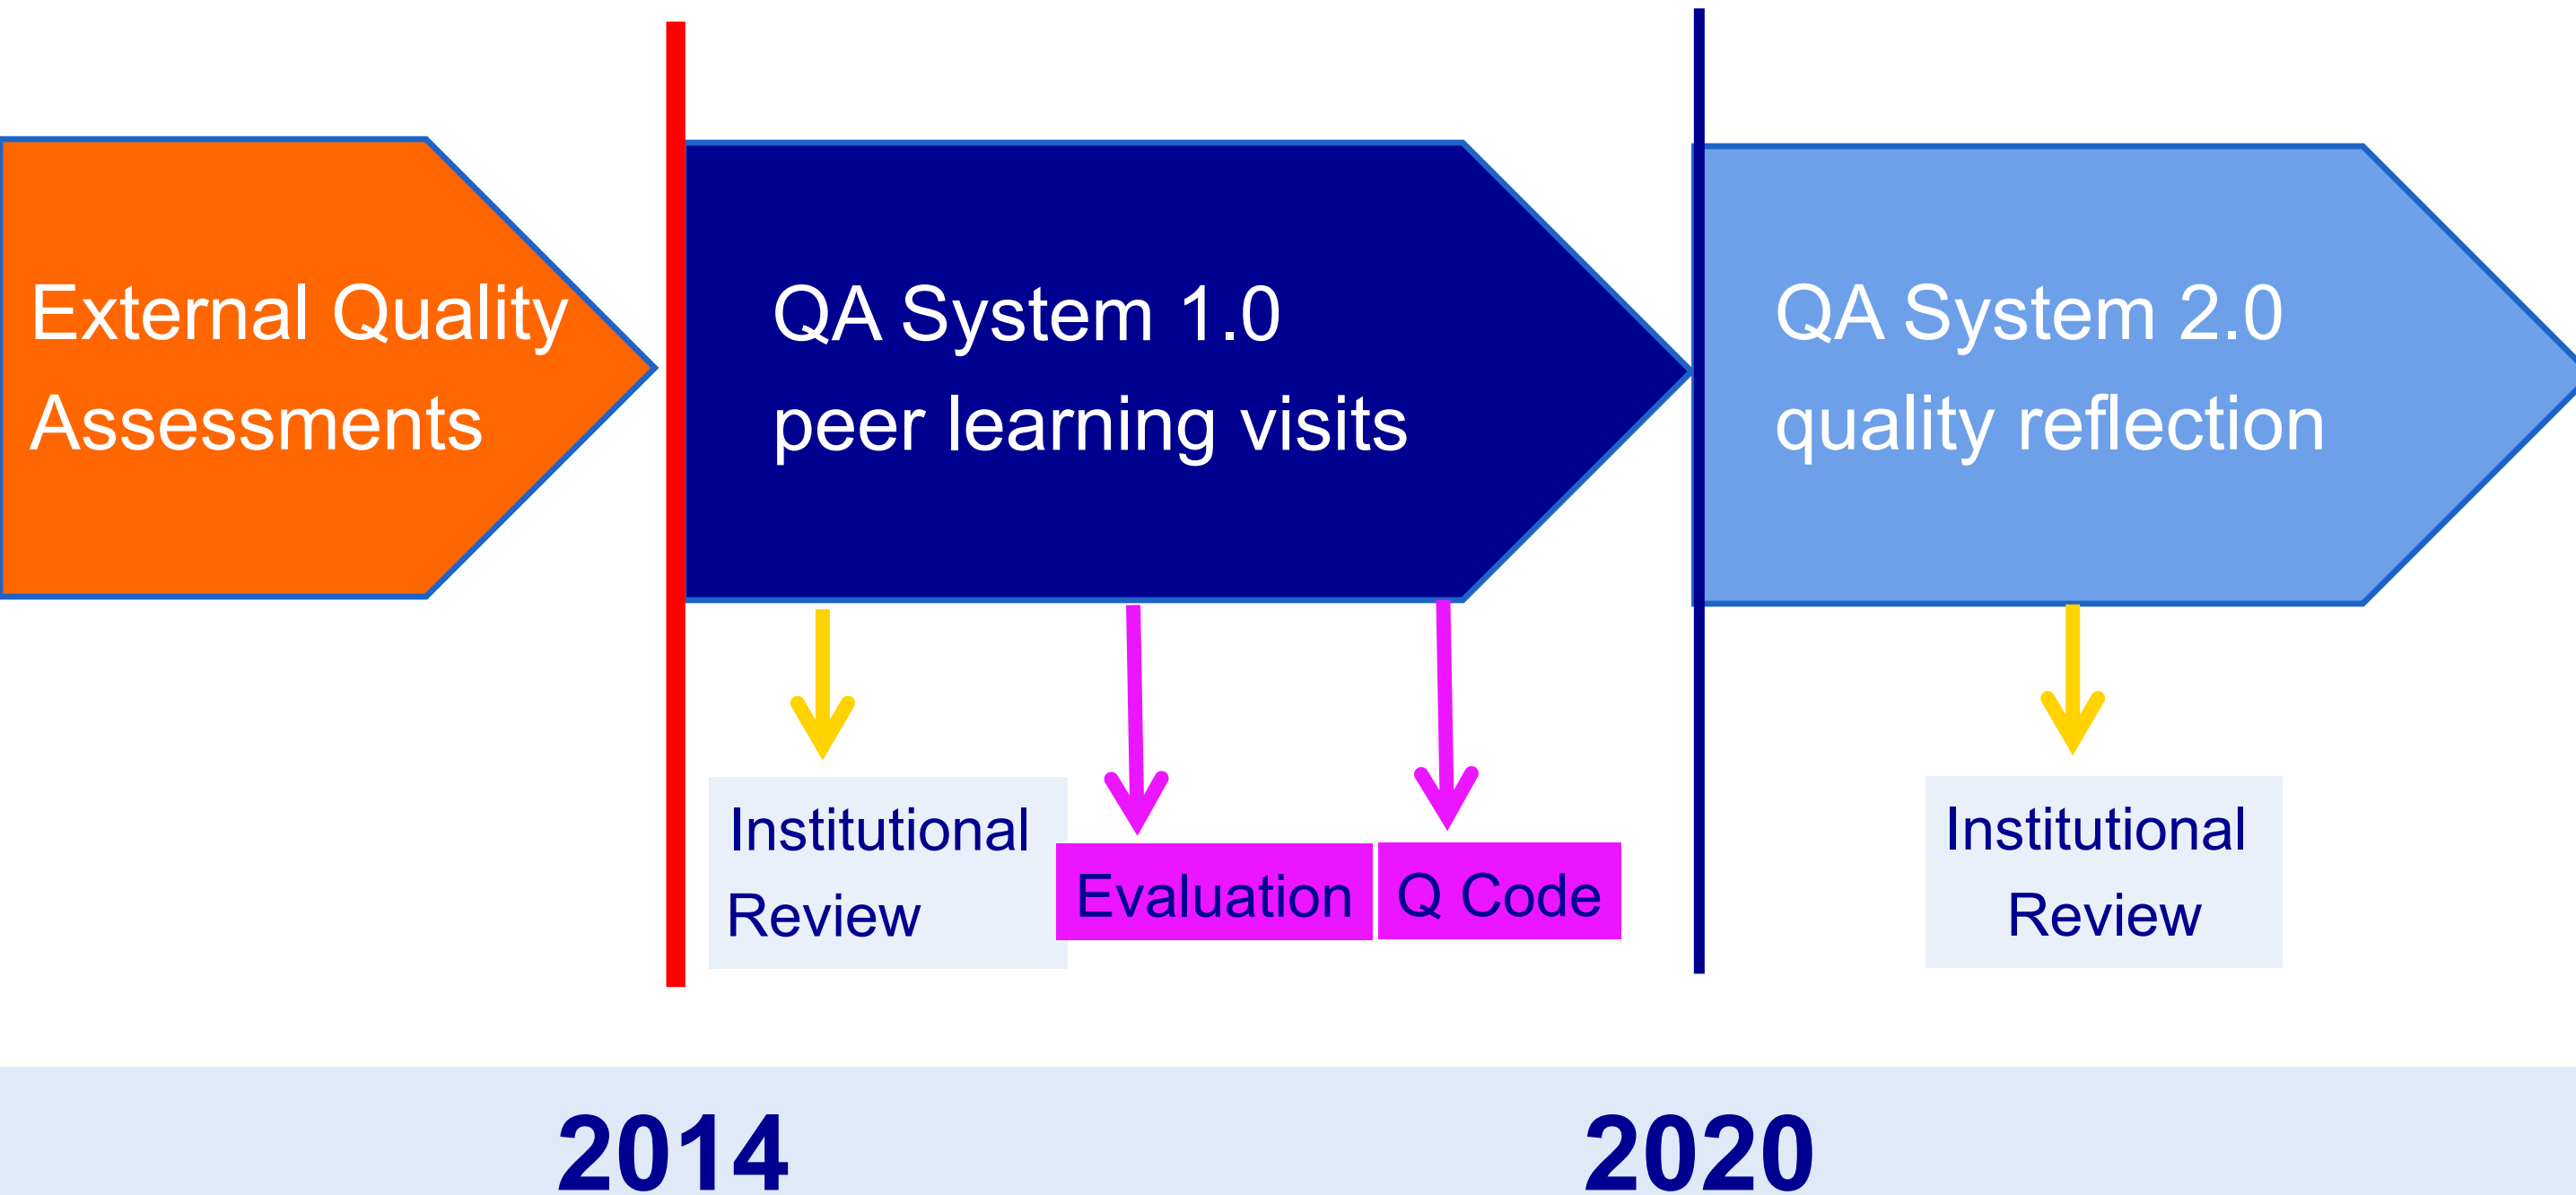 External Quality
Assessments
QA System 1.0
peer learning visits
QA System 2.0
quality reflection
Institutional
Review
Evaluation
Q Code
Institutional
Review
2014
2020